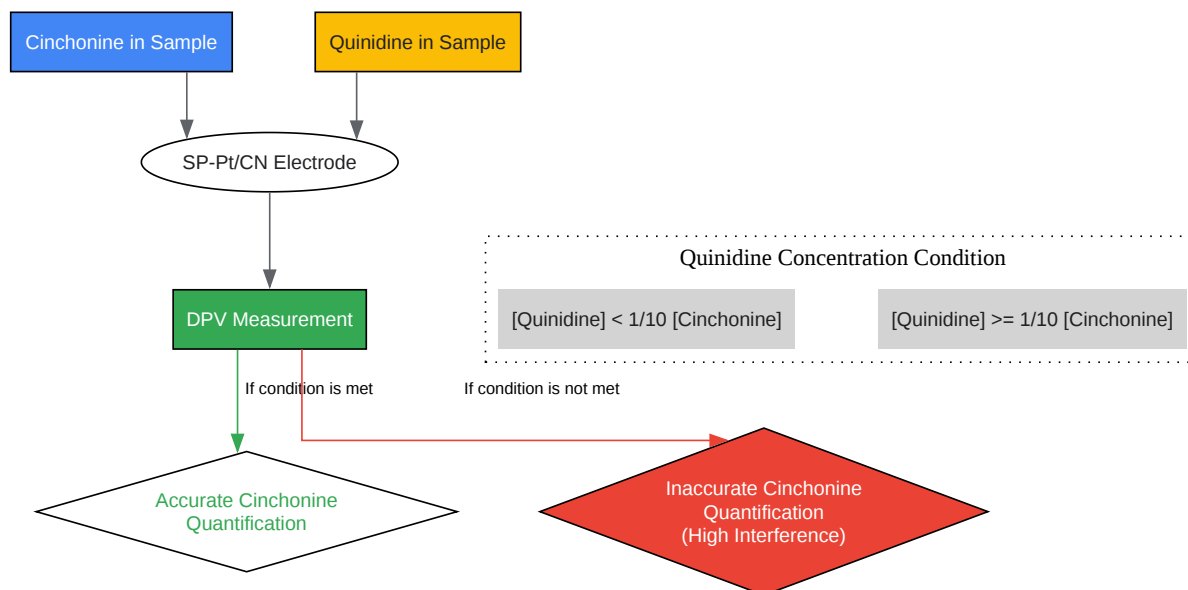 Cinchonine in Sample
Quinidine in Sample
SP-Pt/CN Electrode
Quinidine Concentration Condition
DPV Measurement
[Quinidine] < 1/10 [Cinchonine]
[Quinidine] >= 1/10 [Cinchonine]
If condition is met
If condition is not met
Accurate Cinchonine
Quantification
Inaccurate Cinchonine
Quantification
(High Interference)